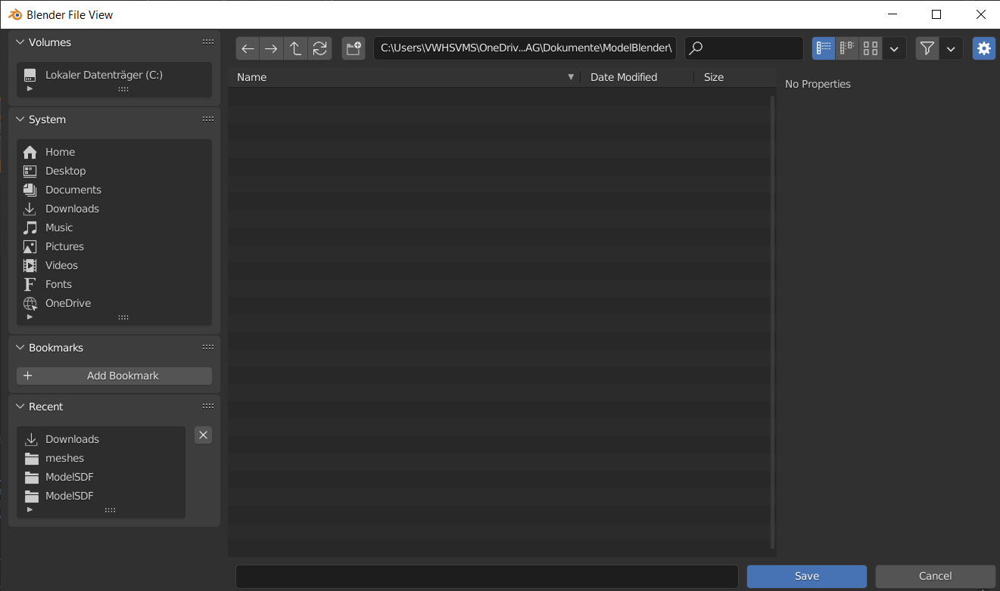 Blender File View
Volumes
Lokaler Datenträger (C:)
System
Home
Desktop
Documents
Downloads
Music
Pictures
Videos
Fonts
OneDrive
Bookmarks
Add Bookmark
Recent
Downloads
meshes
ModelSDF
ModelSDF
C:\Users\VWHSVMS\OneDriv...AG\Dokumente\ModelBlender\
Name Date Modified Size
No Properties
Save Cancel